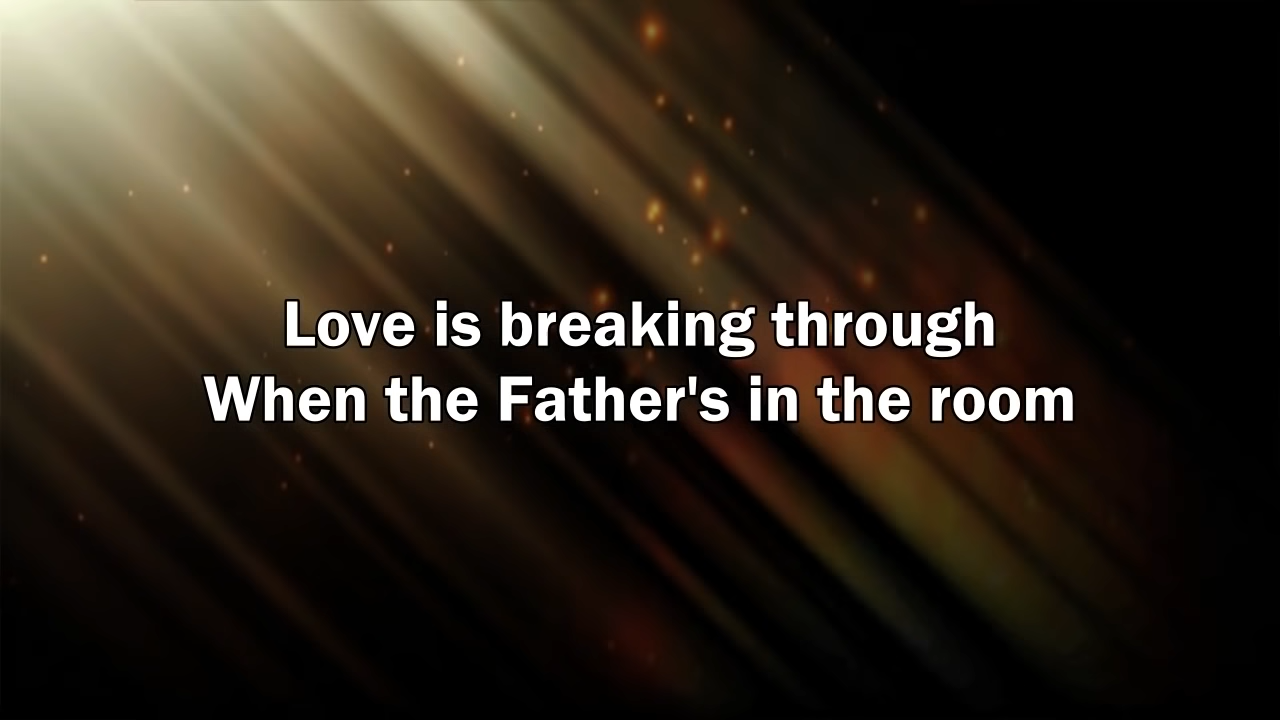 Love is breaking through
When the Father's in the room